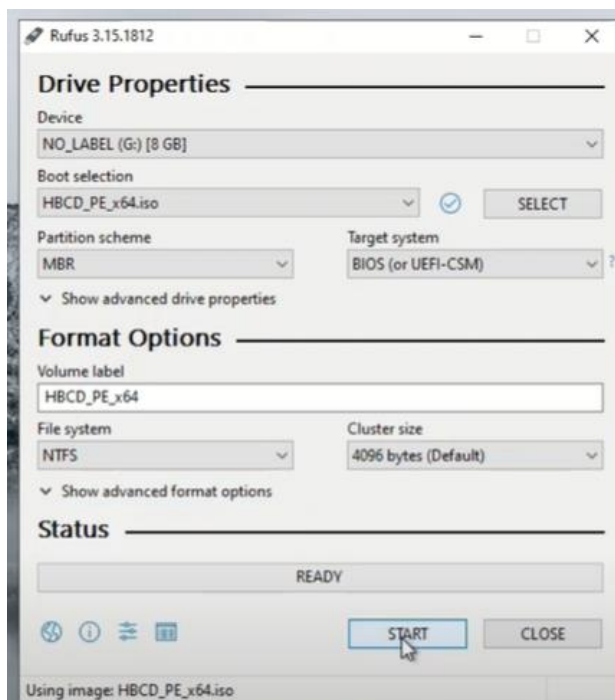 Rufus 3.15.1812
Drive Properties
Device
NO_LABEL (G:) [8 GB]
Boot selection
HBCD_PE_x64.iso
SELECT
Partition scheme
Target system
MBR
BIOS (or UEFI-CSM)
?
Show advanced drive properties
Format Options
Volume label
HBCD_PE_x64
File system
Cluster size
NTFS
4096 bytes (Default)
Show advanced format options
Status
READY
START
CLOSE
Using image: HBCD_PE_x64.iso